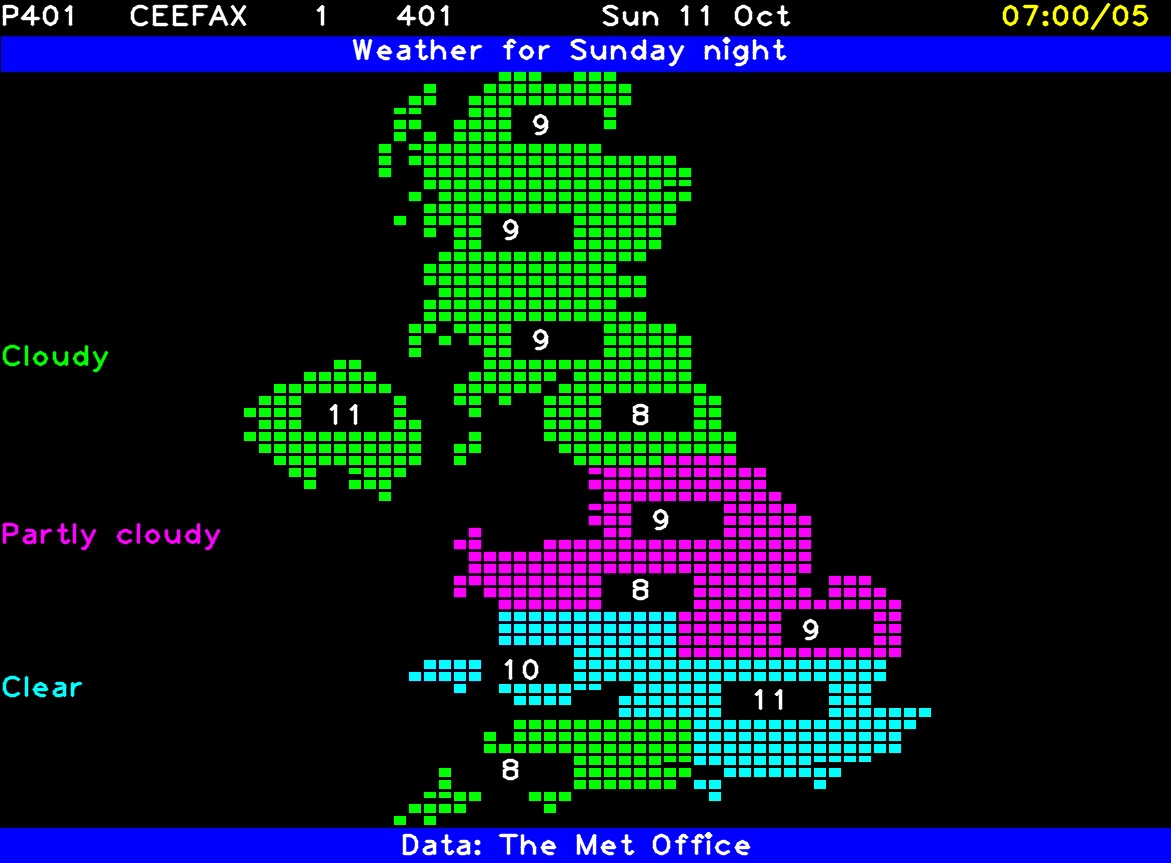 P401 CEEFAX 1 401 Sun 11 Oct 07:00/05
Weather for Sunday night
9
9
9
Cloudy
11 8
9
Partly cloudy
8
9
10
Clear
11
8
Data: The Met Office